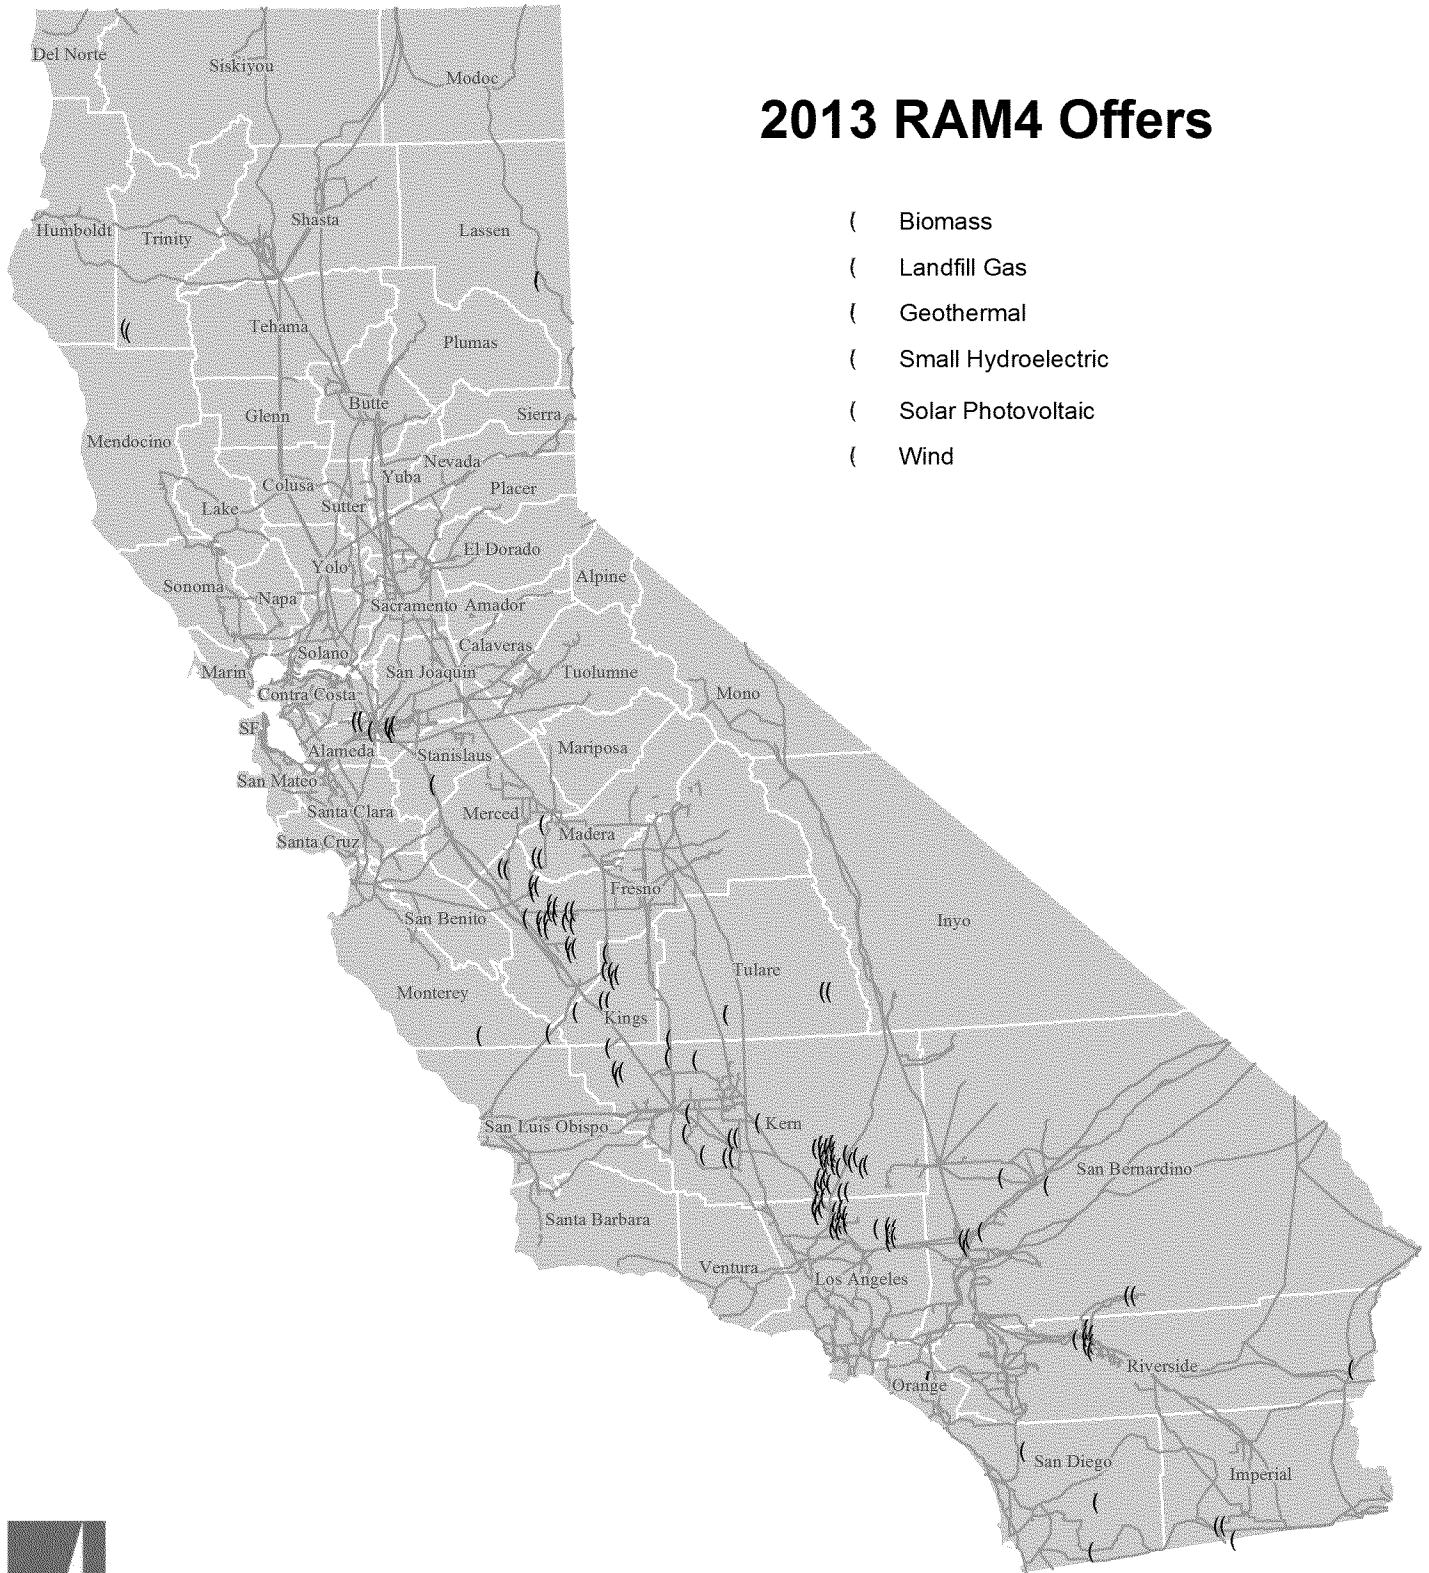 2013 RAM4 Offers
( Biomass
( Landfill Gas
( Geothermal
( Small Hydroelectric
( Solar Photovoltaic
( Wind
Del Norte
Siskiyou
Modoc
Humboldt
Trinity
Shasta
Lassen
Tehama
Plumas
Mendocino
Glenn
Butte
Sierra
Lake
Colusa
Sutter
Yuba
Nevada
Placer
Sonoma
Napa
Yolo
El Dorado
Alpine
Sacramento
Amador
Marin
Solano
San Joaquin
Calaveras
Tuolumne
Contra Costa
Mono
SF
Alameda
Stanislaus
Mariposa
San Mateo
Santa Clara
Merced
Madera
Santa Cruz
San Benito
Fresno
Inyo
Monterey
Kings
Tulare
San Luis Obispo
Kern
San Bernardino
Santa Barbara
Ventura
Los Angeles
Orange
Riverside
San Diego
Imperial